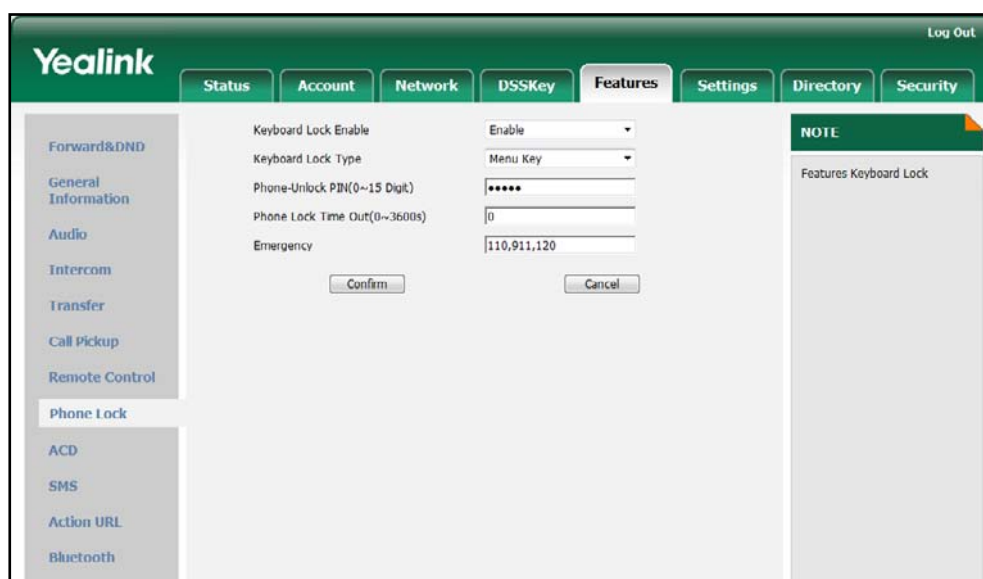 Log Out
Yealink
Status Account Network DSSKey Features Settings Directory Security
Forward&DND
General
Information
Audio
Intercom
Transfer
Call Pickup
Remote Control
Phone Lock
ACD
SMS
Action URL
Bluetooth
Keyboard Lock Enable Enable
Keyboard Lock Type Menu Key
Phone-Unlock PIN(0~15 Digit) •••••
Phone Lock Time Out(0~3600s) 0
Emergency 110,911,120
Confirm Cancel
NOTE
Features Keyboard Lock